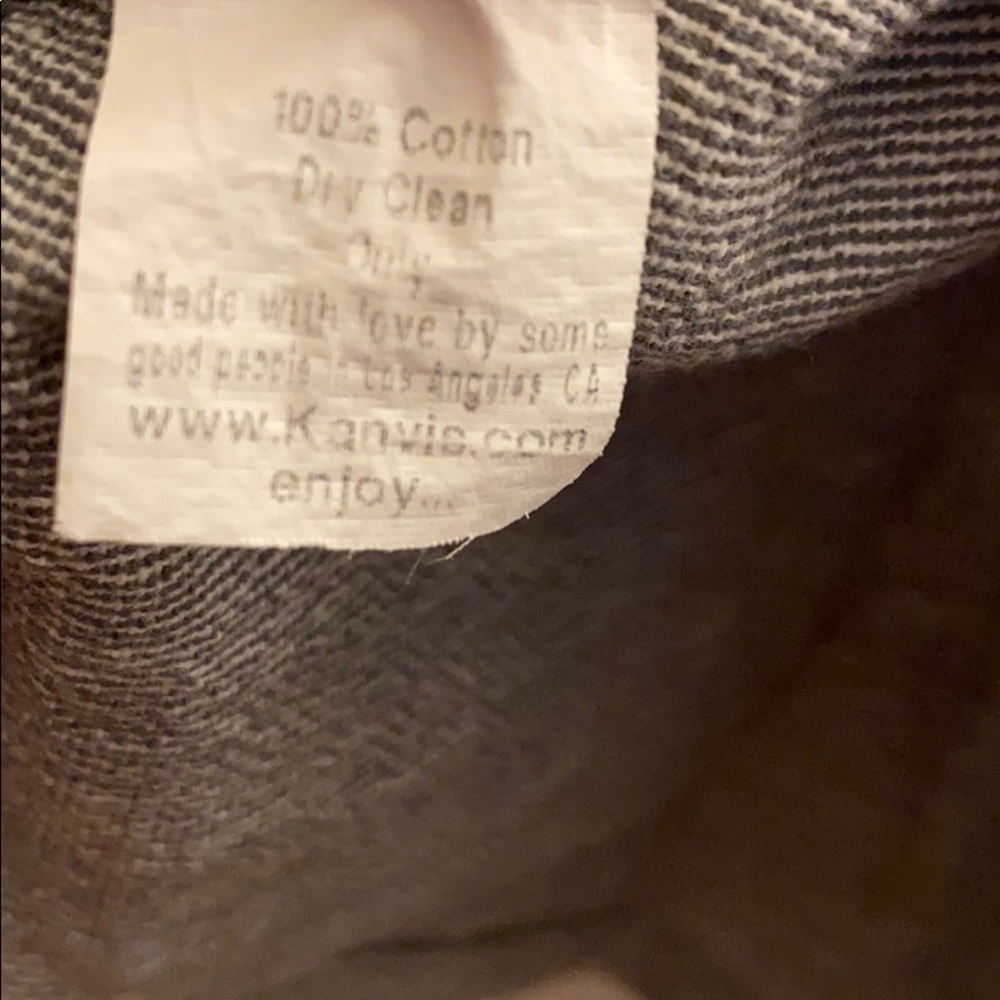 100% Cotton
Dry Clean
Only
Made with love by some
good people in Los Angeles CA
www.Kanvis.com
enjoy...